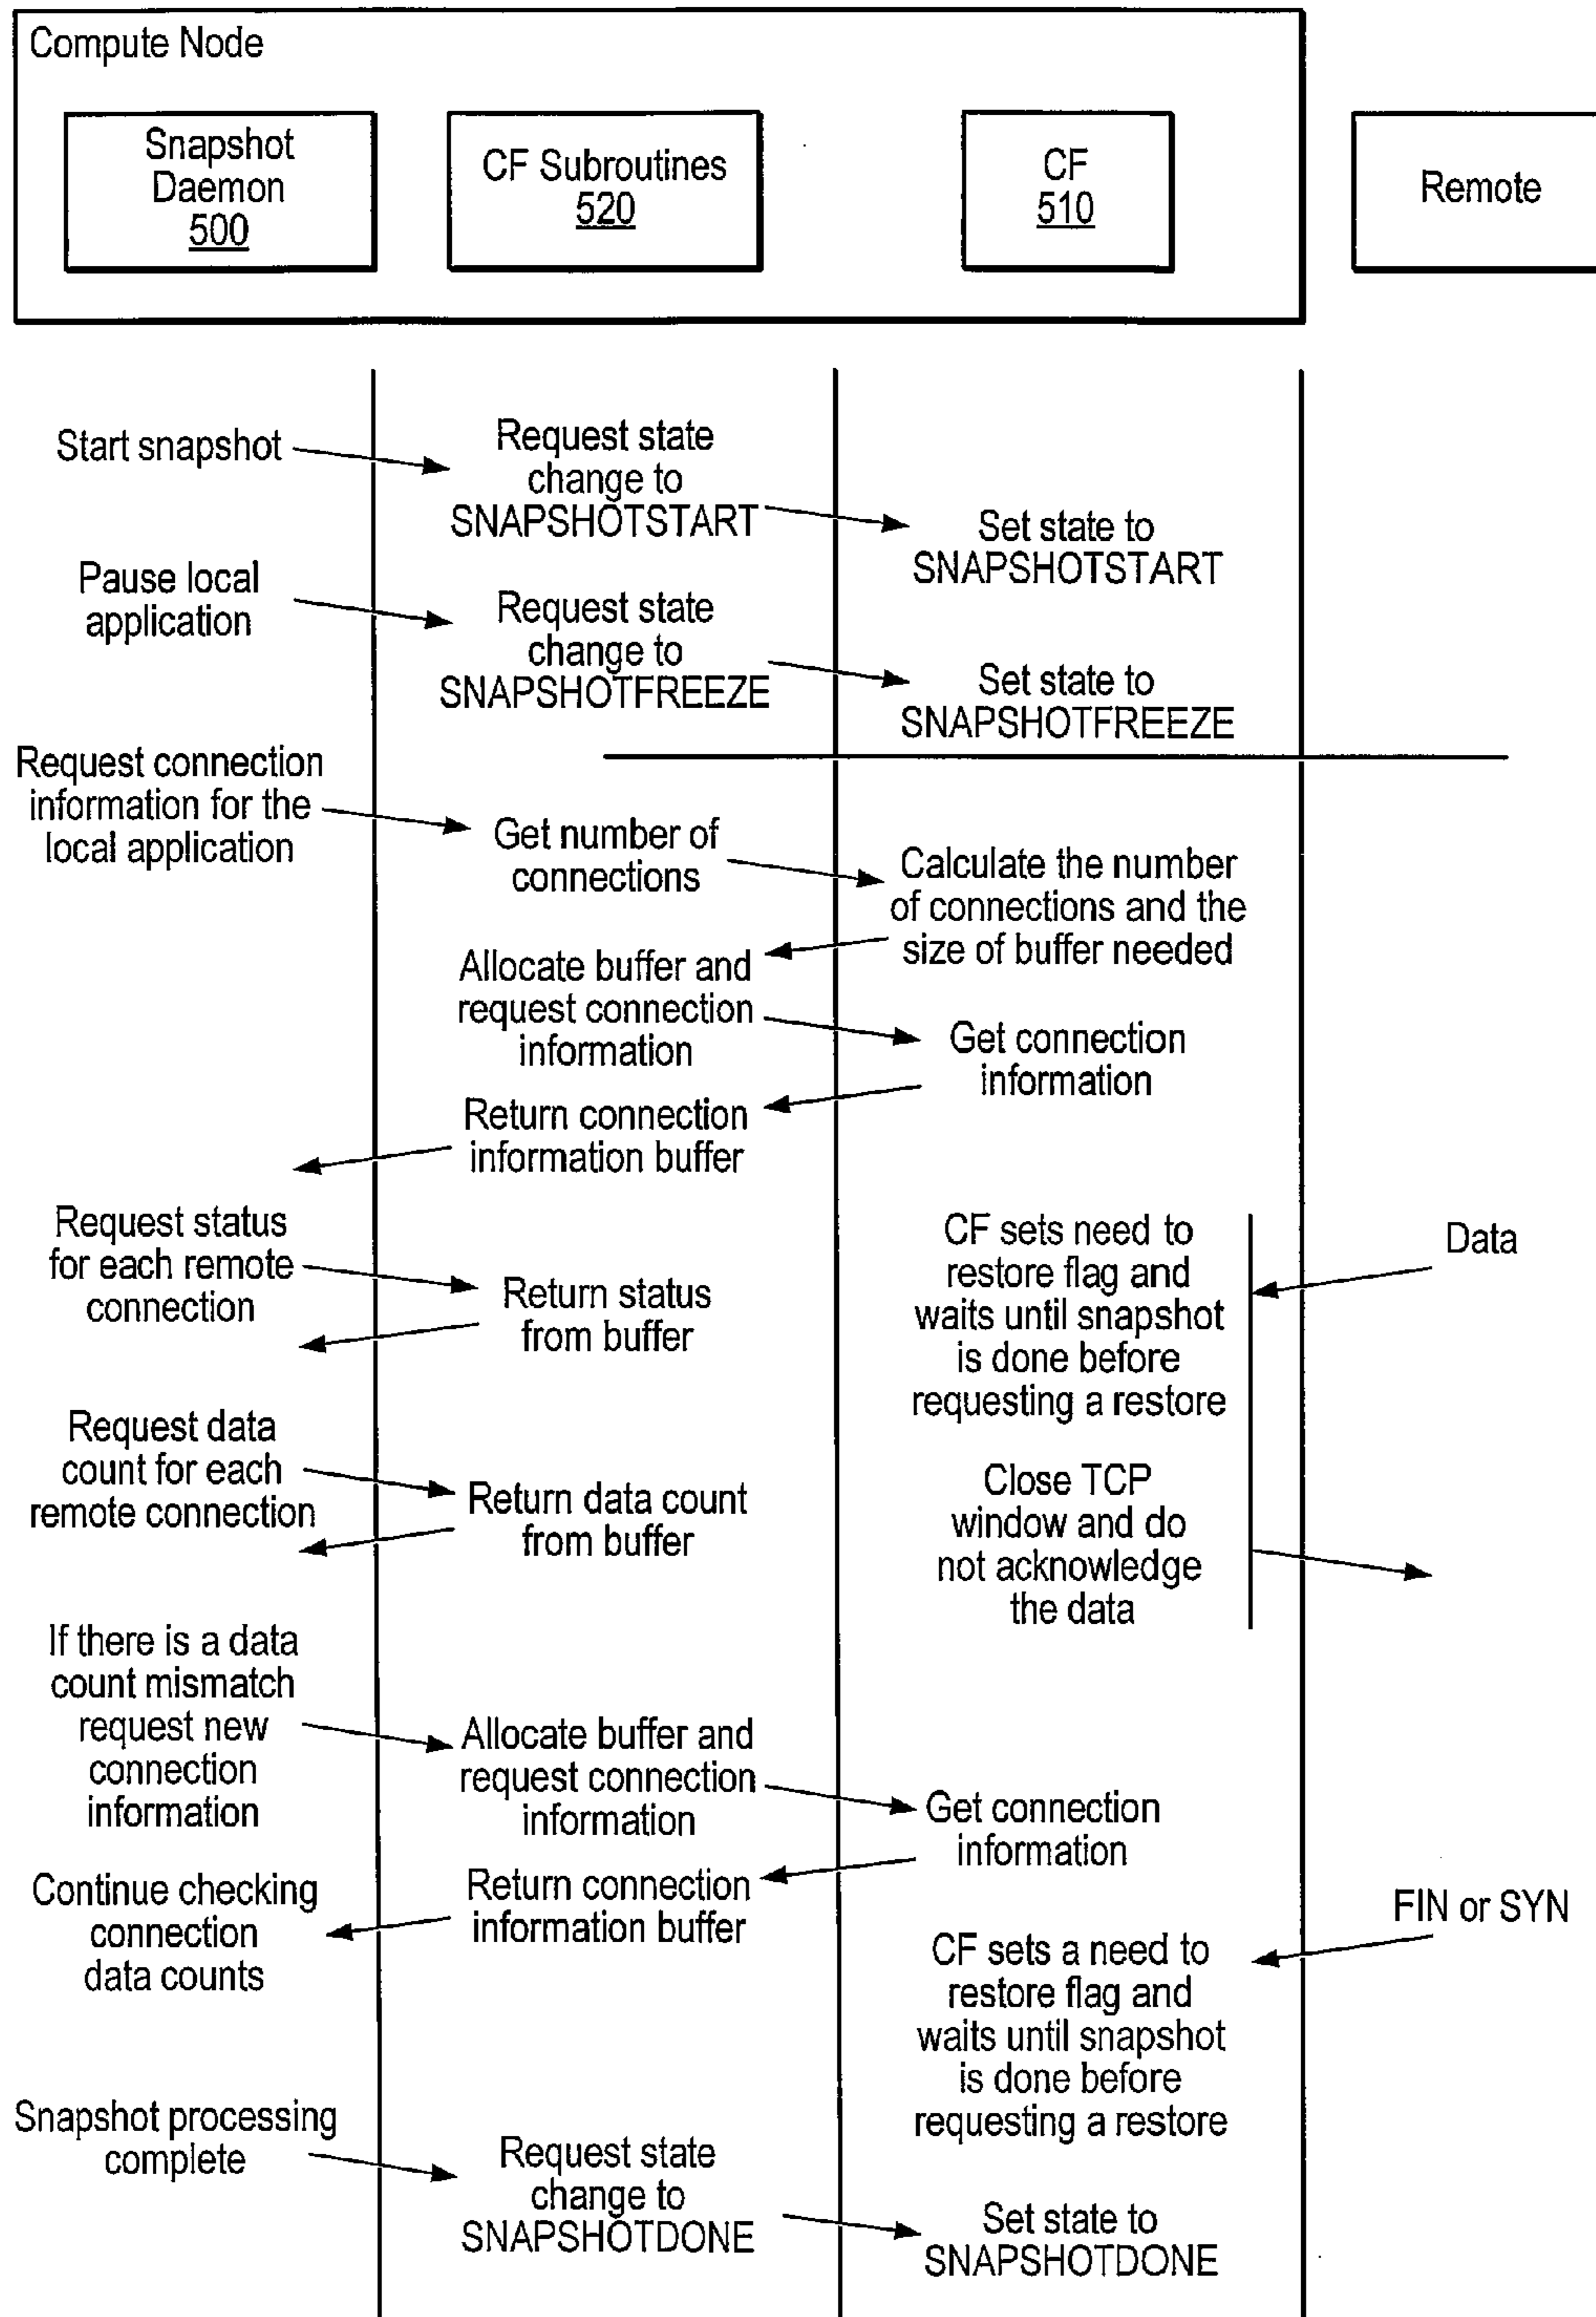 Compute Node
Snapshot
Daemon
500
CF Subroutines
520
CF
510
Remote
Start snapshot
Request state
change to
SNAPSHOTSTART
Set state to
SNAPSHOTSTART
Pause local
application
Request state
change to
SNAPSHOTFREEZE
Set state to
SNAPSHOTFREEZE
Request connection
information for the
local application
Get number of
connections
Calculate the number
of connections and the
size of buffer needed
Allocate buffer and
request connection
information
Get connection
information
Return connection
information buffer
Request status
for each remote
connection
Return status
from buffer
CF sets need to
restore flag and
waits until snapshot
is done before
requesting a restore
Data
Request data
count for each
remote connection
Return data count
from buffer
Close TCP
window and do
not acknowledge
the data
If there is a data
count mismatch
request new
connection
information
Allocate buffer and
request connection
information
Get connection
information
Return connection
information buffer
Continue checking
connection
data counts
FIN or SYN
CF sets a need to
restore flag and
waits until snapshot
is done before
requesting a restore
Snapshot processing
complete
Request state
change to
SNAPSHOTDONE
Set state to
SNAPSHOTDONE